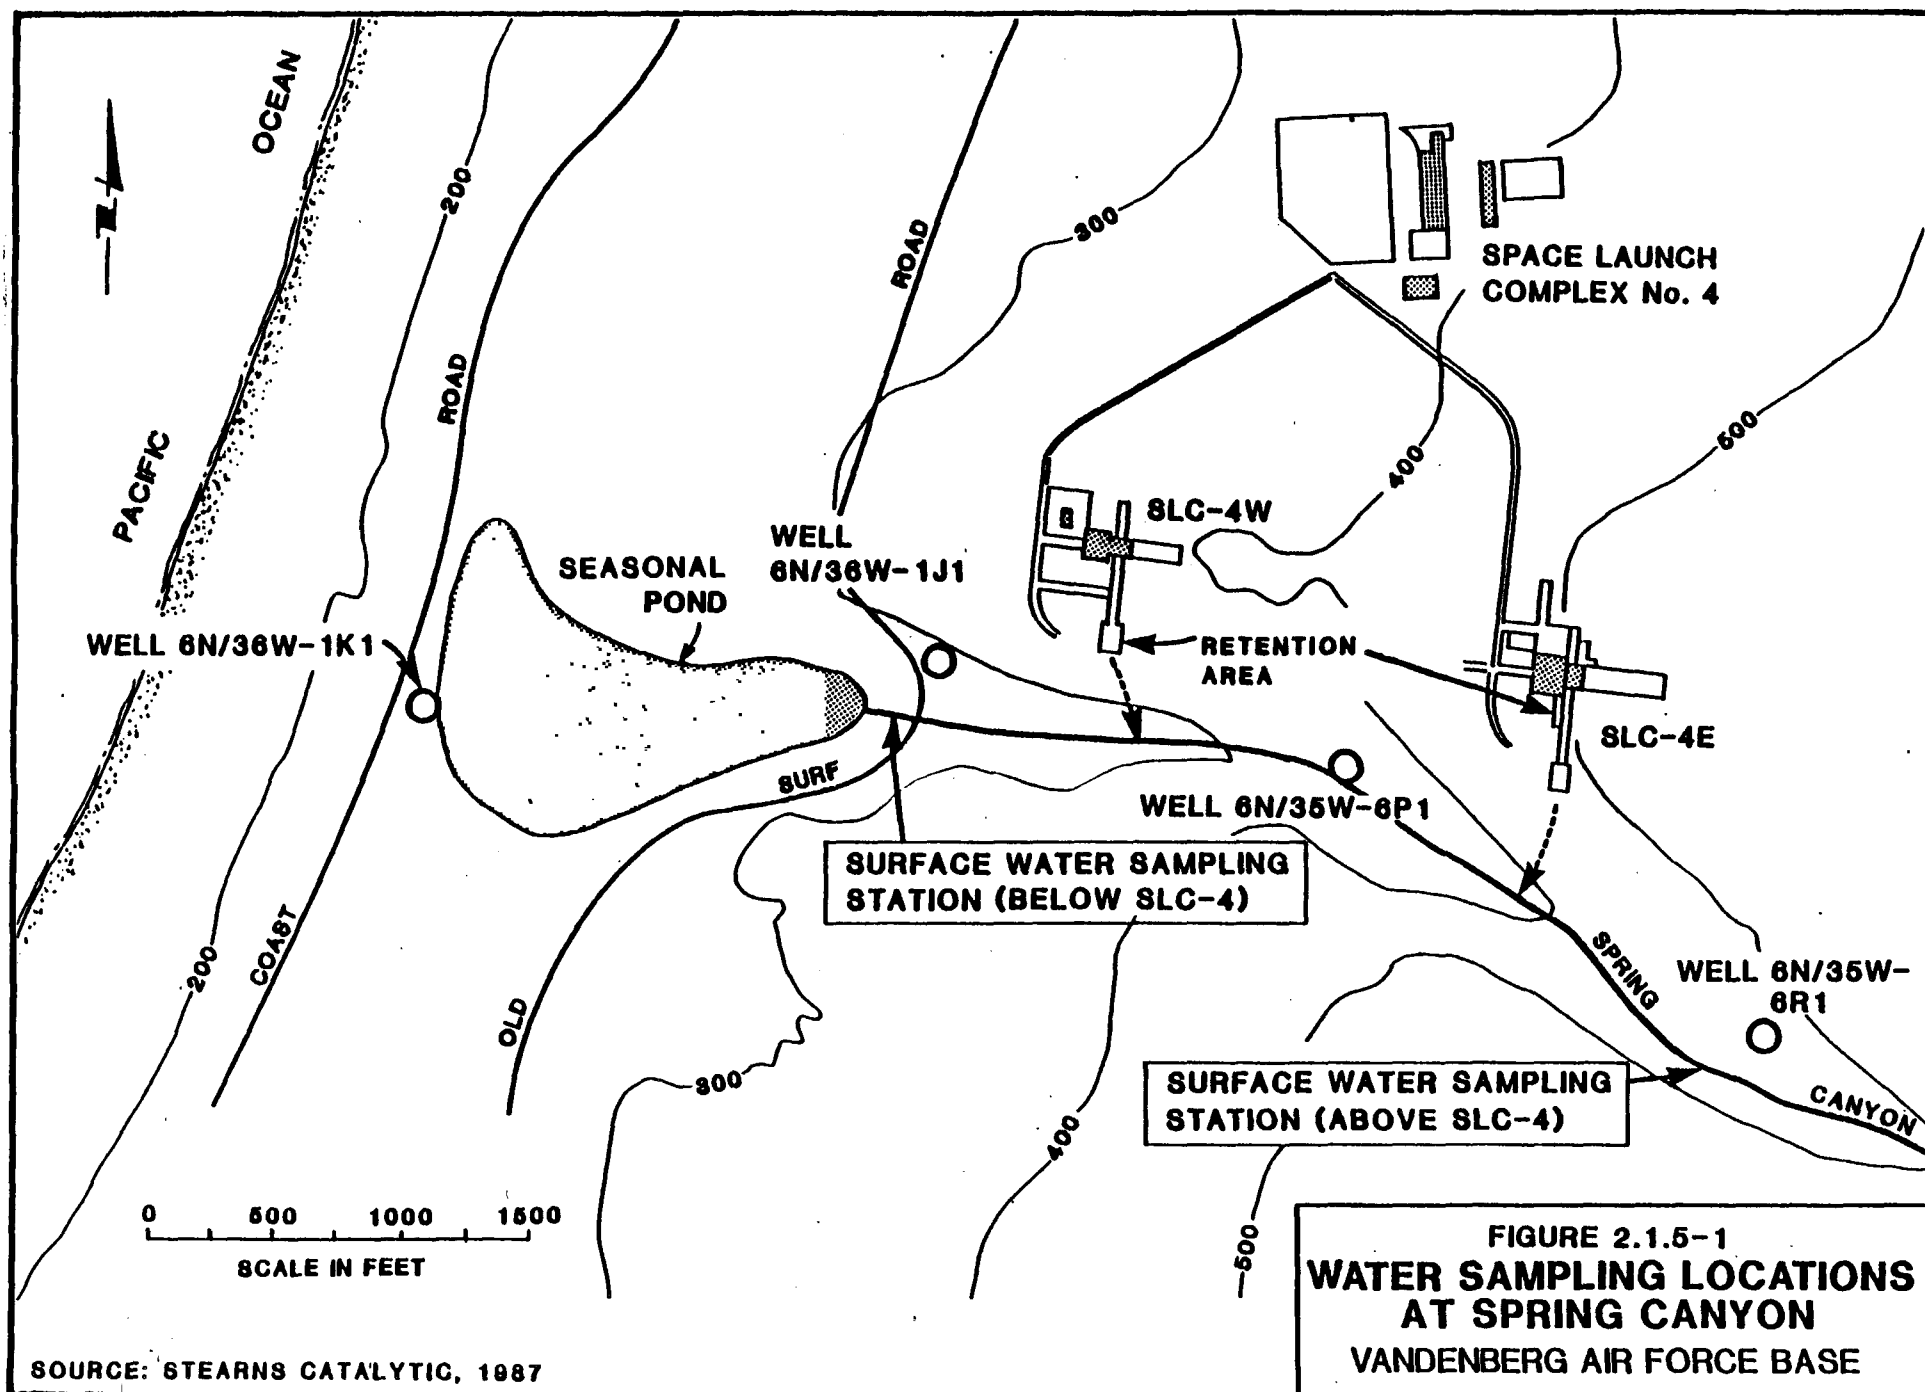 OCEAN
PACIFIC
200
ROAD
ROAD
300
SPACE LAUNCH
COMPLEX No. 4
400
500
SLC-4W
WELL
6N/36W-1J1
SEASONAL
POND
WELL 6N/36W-1K1
RETENTION
AREA
SLC-4E
SURF
WELL 6N/35W-6P1
SURFACE WATER SAMPLING
STATION (BELOW SLC-4)
COAST
200
OLD
SPRING
WELL 6N/35W-
6R1
300
SURFACE WATER SAMPLING
STATION (ABOVE SLC-4)
CANYON
400
500
0 500 1000 1500
SCALE IN FEET
FIGURE 2.1.5-1
WATER SAMPLING LOCATIONS
AT SPRING CANYON
VANDENBERG AIR FORCE BASE
SOURCE: STEARNS CATALYTIC, 1987